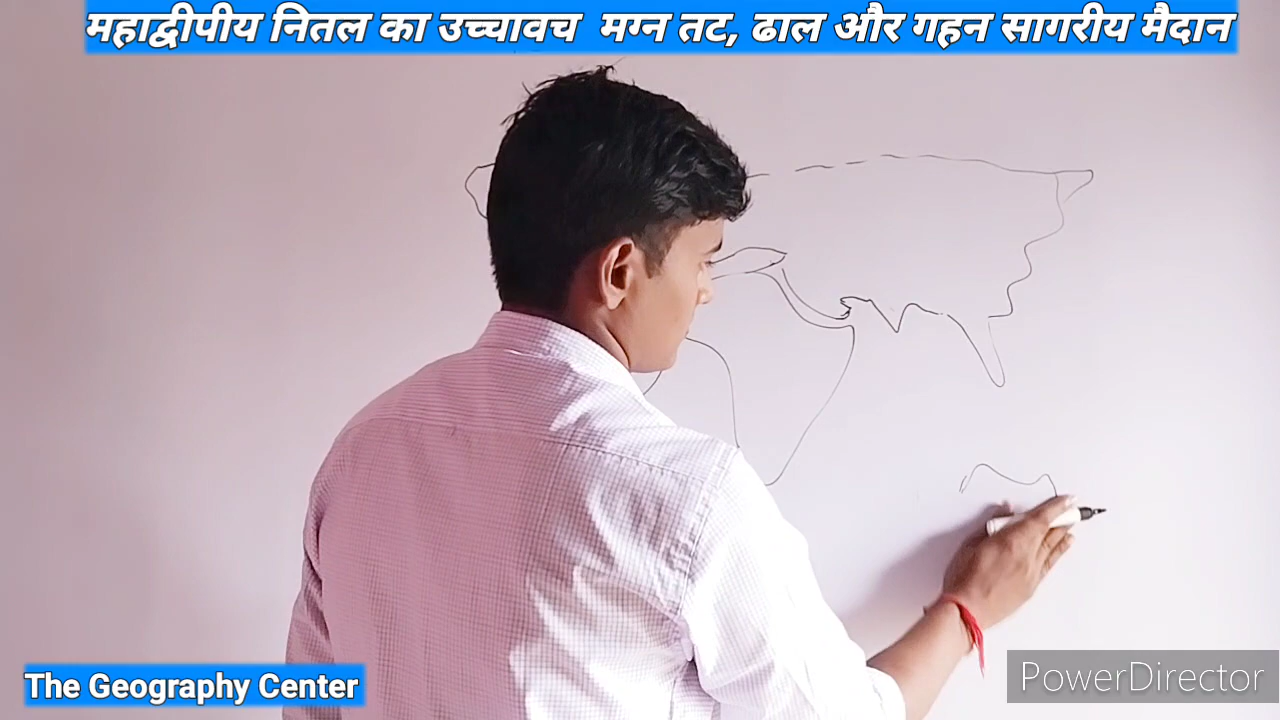 महाद्वीपीय नितल का उच्चावच मग्न तट, ढाल और गहन सागरीय मैदान
The Geography Center
PowerDirector